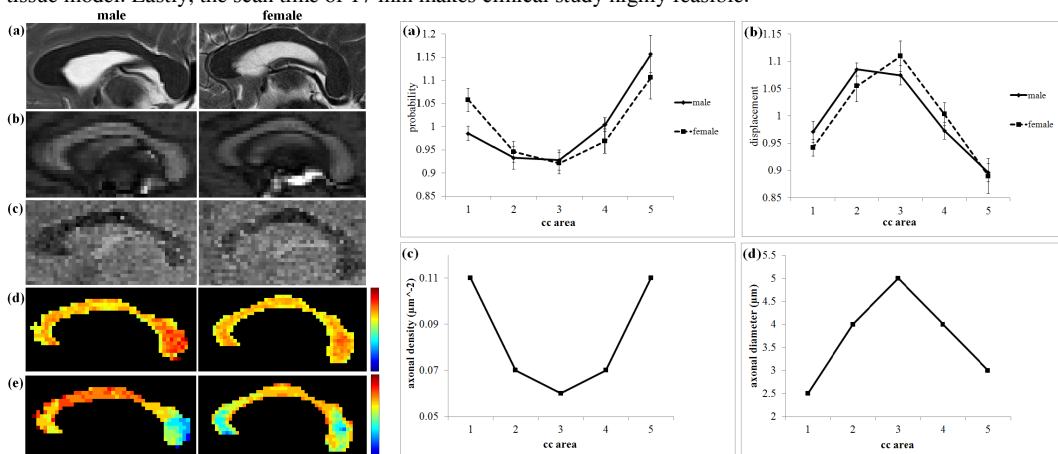 tissue model. Lastly, the scan time of 17 min makes clinical study highly feasible.
male female
(a)
(b)
(c)
(d)
(e)
(a)
1.2
1.15
1.1
1.05
1
0.95
0.9
0.85
probability
1 2 3 4 5
cc area
male
female
(b)
1.15
1.1
1.05
1
0.95
0.9
0.85
displacement
1 2 3 4 5
cc area
male
female
(c)
0.11
0.09
0.07
0.05
axonal density (µm^-2)
1 2 3 4 5
cc area
(d)
5.5
5
4.5
4
3.5
3
2.5
2
axonal diameter (µm)
1 2 3 4 5
cc area